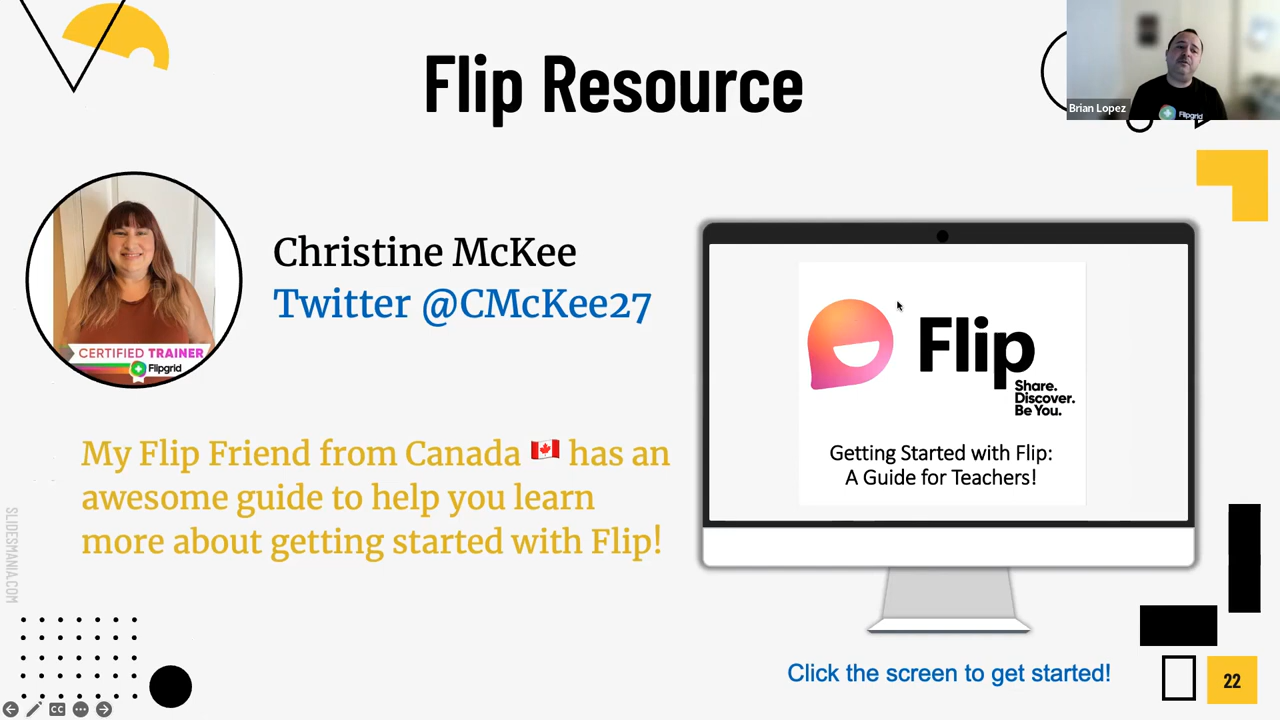 Flip Resource
Brian Lopez
Flipgrid
Christine McKee
Twitter @CMcKee27
CERTIFIED TRAINER
Flipgrid
My Flip Friend from Canada 🇨🇦 has an
awesome guide to help you learn
more about getting started with Flip!
Flip
Share.
Discover.
Be You.
Getting Started with Flip:
A Guide for Teachers!
Click the screen to get started!
SLIDESMANIA.COM
CC
22